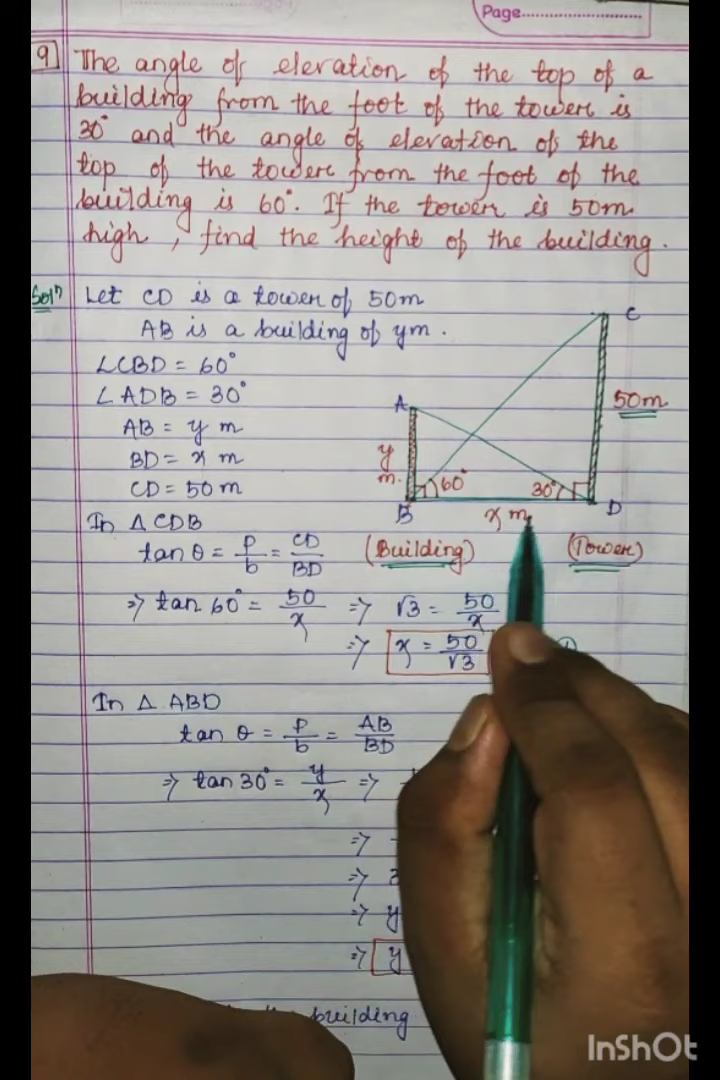 Page
9 The angle of elevation of the top of a
building from the foot of the tower is
30° and the angle of elevation of the
top of the tower from the foot of the
building is 60°. If the tower is 50m
high, find the height of the building.
Solⁿ Let CD is a tower of 50m
AB is a building of y m.
∠CBD = 60°
∠ADB = 30°
AB = y m
BD = x m
CD = 50 m
C
A
50m
y
m.
60°
30°
B
D
x m
(Building)
(Tower)
In △ CDB
tan θ = p/b = CD/BD
⇒ tan 60° = 50/x ⇒ √3 = 50/x
⇒ x = 50/√3
In △ ABD
tan θ = p/b = AB/BD
⇒ tan 30° = y/x ⇒
⇒
⇒
⇒ y
⇒ y
building
InShOt